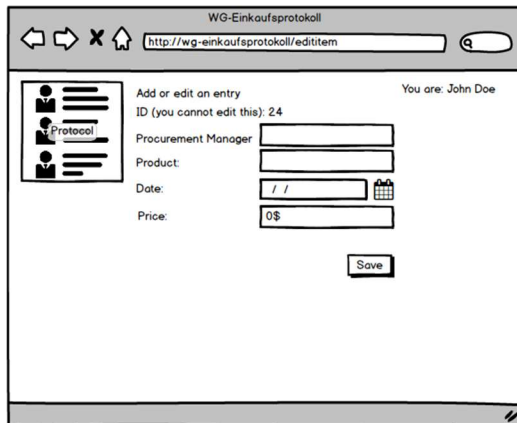 WG-Einkaufsprotokoll
http://wg-einkaufsprotokoll/edititem
You are: John Doe
Add or edit an entry
ID (you cannot edit this): 24
Protocol
Procurement Manager
Product:
Date: / /
Price: 0$
Save